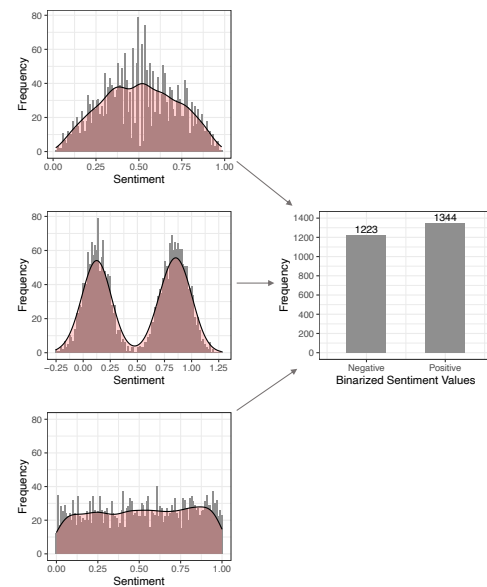 80
60
40
20
0
Frequency
0.00 0.25 0.50 0.75 1.00
Sentiment
80
60
40
20
0
Frequency
−0.25 0.00 0.25 0.50 0.75 1.00 1.25
Sentiment
1400
1200
1000
800
600
400
200
0
Frequency
1223
1344
Negative Positive
Binarized Sentiment Values
80
60
40
20
0
Frequency
0.00 0.25 0.50 0.75 1.00
Sentiment